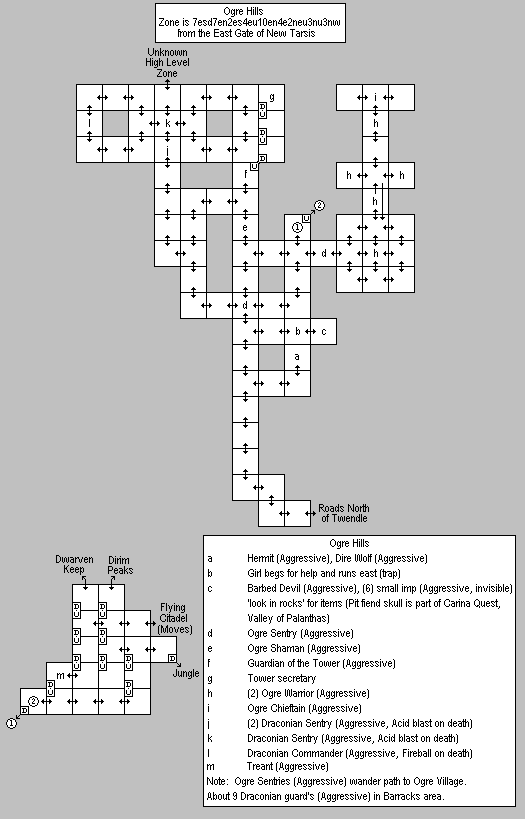 Ogre Hills
Zone is 7esd7en2es4eu10en4e2neu3nu3nw
from the East Gate of New Tarsis
Unknown
High Level
Zone
g
i
l
k
h
D
U
D
U
j
D
U
f
h
h
h
2
U
1
e
d
h
d
b
c
a
Roads North
of Twendle
Dwarven
Keep
Dirim
Peaks
D
U
D
U
Flying
Citadel
(Moves)
D
U
D
U
D
U
D
Jungle
m
D
U
D
U
D
U
2
D
1
Ogre Hills
a Hermit (Aggressive), Dire Wolf (Aggressive)
b Girl begs for help and runs east (trap)
c Barbed Devil (Aggressive), (6) small imp (Aggressive, invisible)
'look in rocks' for items (Pit fiend skull is part of Carina Quest,
Valley of Palanthas)
d Ogre Sentry (Aggressive)
e Ogre Shaman (Aggressive)
f Guardian of the Tower (Aggressive)
g Tower secretary
h (2) Ogre Warrior (Aggressive)
i Ogre Chieftain (Aggressive)
j (2) Draconian Sentry (Aggressive, Acid blast on death)
k Draconian Sentry (Aggressive, Acid blast on death)
l Draconian Commander (Aggressive, Fireball on death)
m Treant (Aggressive)
Note: Ogre Sentries (Aggressive) wander path to Ogre Village.
About 9 Draconian guard's (Aggressive) in Barracks area.